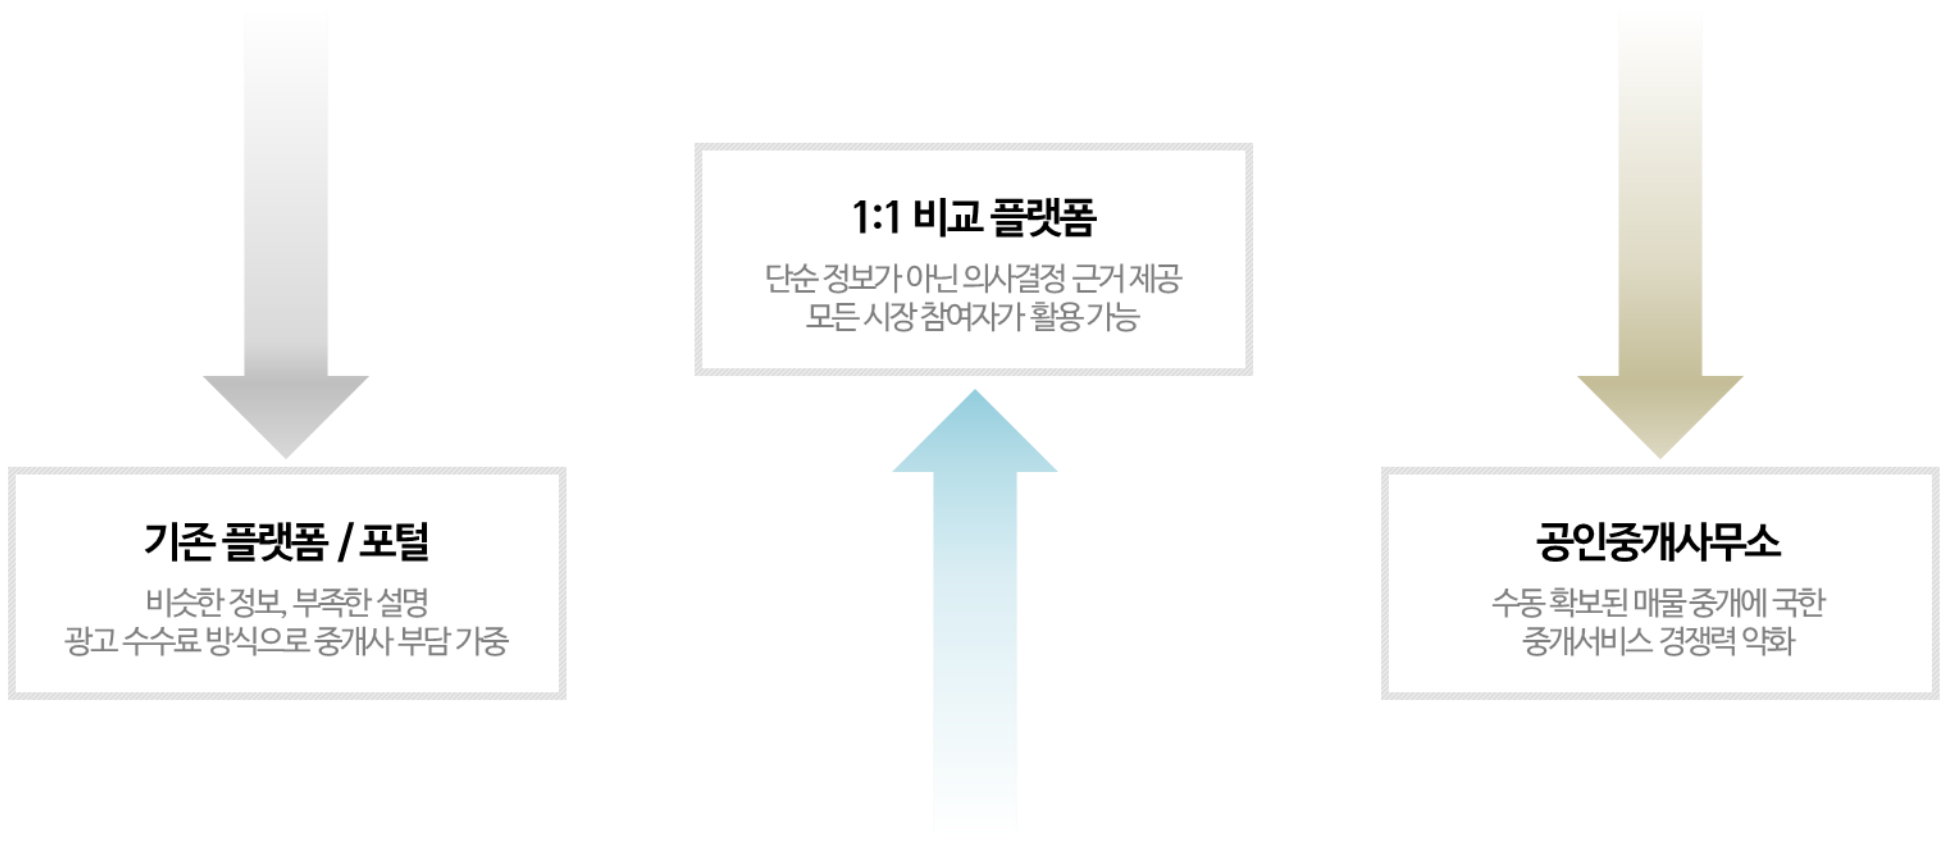 1:1 비교 플랫폼
단순 정보가 아닌 의사결정 근거 제공
모든 시장 참여자가 활용 가능
기존 플랫폼 / 포털
비슷한 정보, 부족한 설명
광고 수수료 방식으로 중개사 부담 가중
공인중개사무소
수동 확보된 매물 중개에 국한
중개서비스 경쟁력 약화